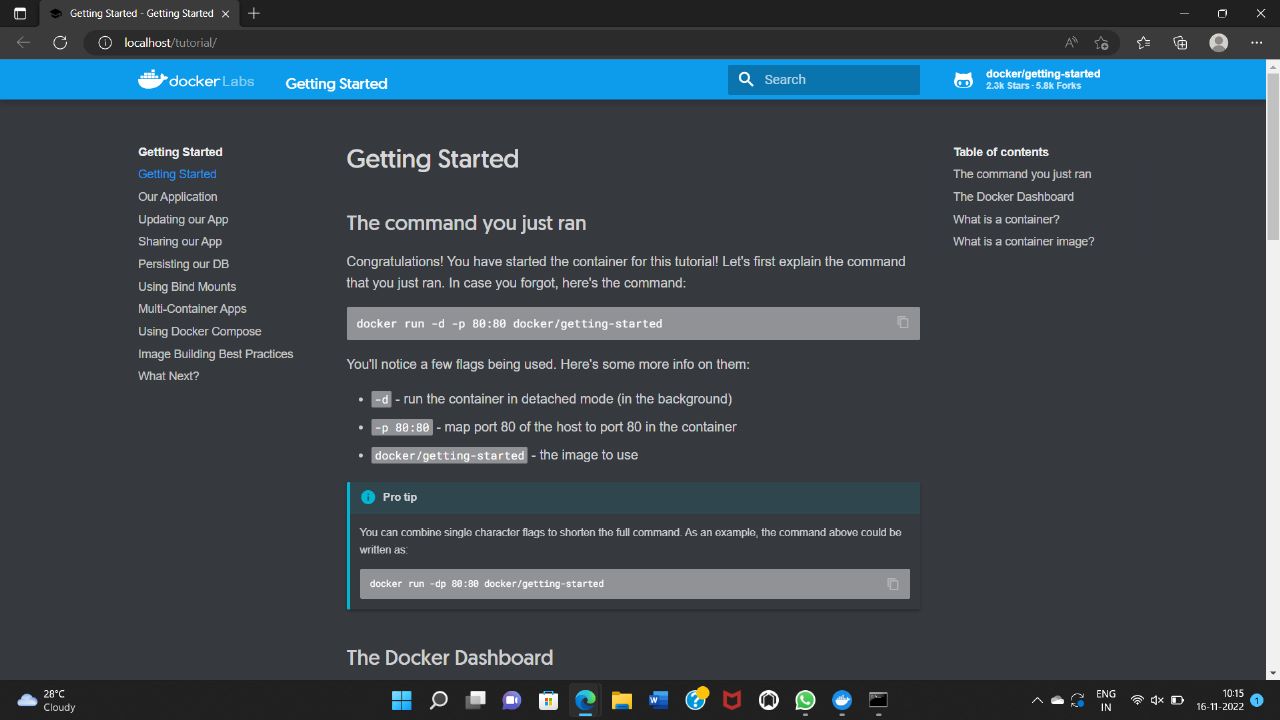 Getting Started - Getting Started
localhost/tutorial/
docker Labs
Getting Started
Search
docker/getting-started
2.3k Stars · 5.8k Forks
Getting Started
Getting Started
Our Application
Updating our App
Sharing our App
Persisting our DB
Using Bind Mounts
Multi-Container Apps
Using Docker Compose
Image Building Best Practices
What Next?
Getting Started
The command you just ran
Congratulations! You have started the container for this tutorial! Let's first explain the command
that you just ran. In case you forgot, here's the command:
docker run -d -p 80:80 docker/getting-started
You'll notice a few flags being used. Here's some more info on them:
• -d - run the container in detached mode (in the background)
• -p 80:80 - map port 80 of the host to port 80 in the container
• docker/getting-started - the image to use
Pro tip
You can combine single character flags to shorten the full command. As an example, the command above could be
written as:
docker run -dp 80:80 docker/getting-started
The Docker Dashboard
Table of contents
The command you just ran
The Docker Dashboard
What is a container?
What is a container image?
28°C
Cloudy
ENG
IN
10:15
16-11-2022
1